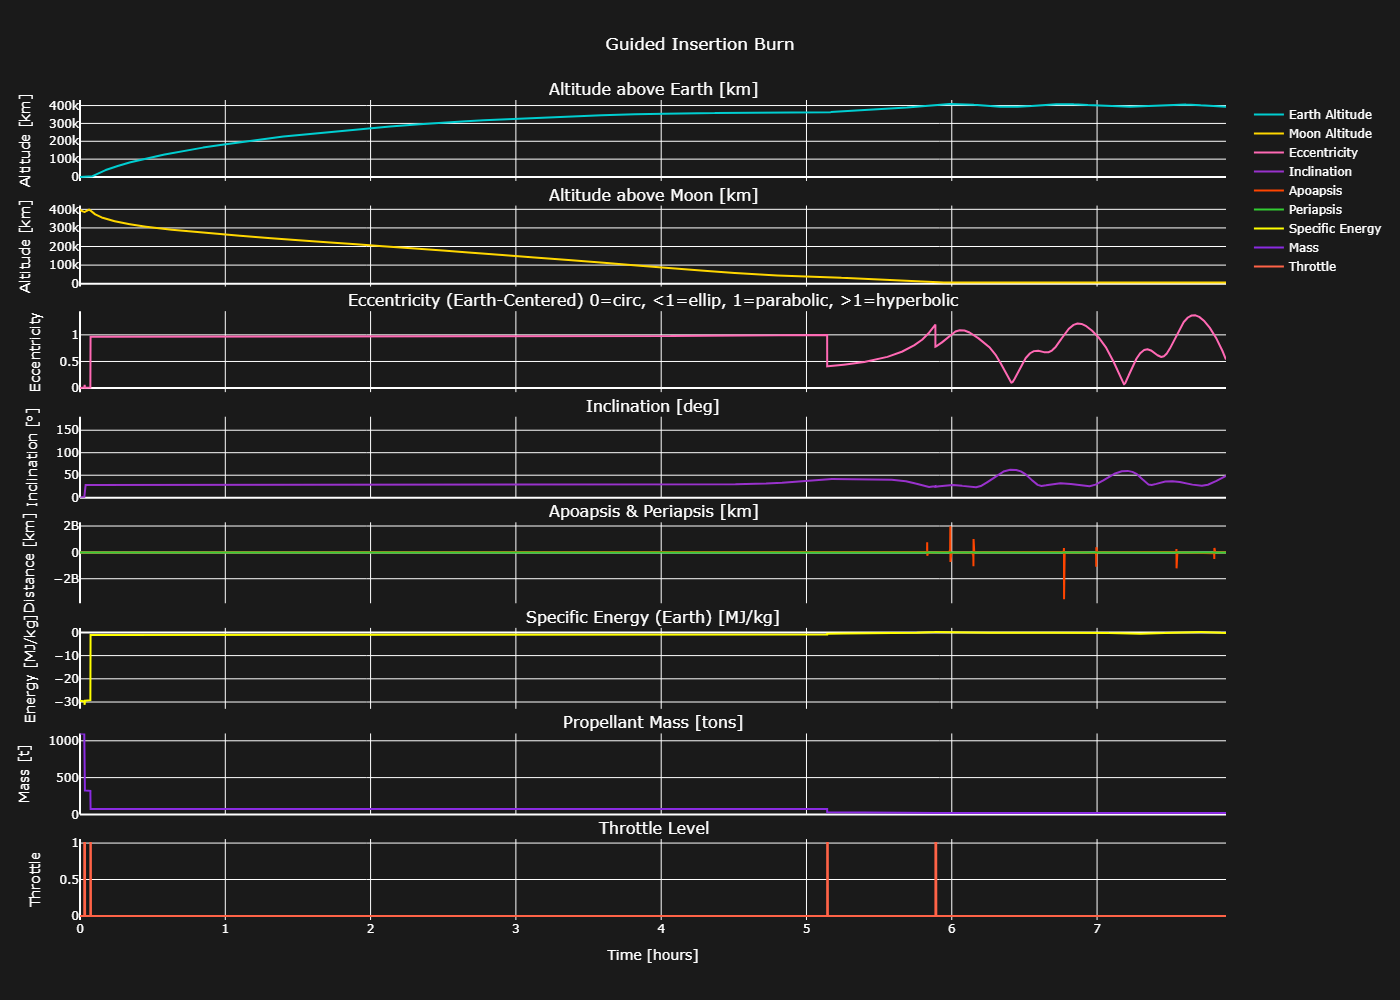 Guided Insertion Burn
Altitude above Earth [km]
Altitude [km]
400k
300k
200k
100k
0
Altitude above Moon [km]
Altitude [km]
400k
300k
200k
100k
0
Eccentricity (Earth-Centered) 0=circ, <1=ellip, 1=parabolic, >1=hyperbolic
Eccentricity
1
0.5
0
Inclination [deg]
Inclination [°]
150
100
50
0
Apoapsis & Periapsis [km]
Distance [km]
2B
0
−2B
Specific Energy (Earth) [MJ/kg]
Energy [MJ/kg]
0
−10
−20
−30
Propellant Mass [tons]
Mass [t]
1000
500
0
Throttle Level
Throttle
1
0.5
0
0 1 2 3 4 5 6 7
Time [hours]
Earth Altitude
Moon Altitude
Eccentricity
Inclination
Apoapsis
Periapsis
Specific Energy
Mass
Throttle